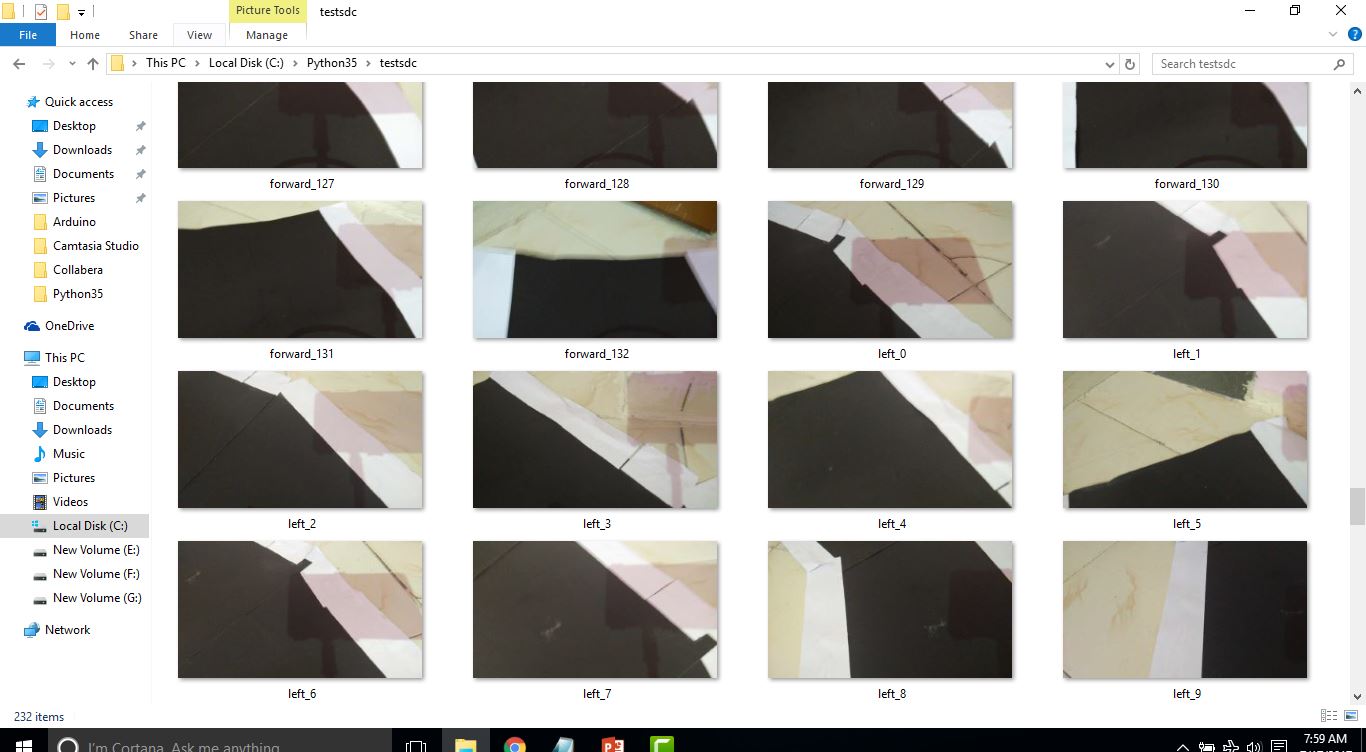 Picture Tools
testsdc
File
Home
Share
View
Manage
This PC
Local Disk (C:)
Python35
testsdc
Search testsdc
Quick access
Desktop
Downloads
Documents
Pictures
Arduino
Camtasia Studio
Collabera
Python35
OneDrive
This PC
Desktop
Documents
Downloads
Music
Pictures
Videos
Local Disk (C:)
New Volume (E:)
New Volume (F:)
New Volume (G:)
Network
forward_127
forward_128
forward_129
forward_130
forward_131
forward_132
left_0
left_1
left_2
left_3
left_4
left_5
left_6
left_7
left_8
left_9
232 items
I'm Cortana. Ask me anything.
7:59 AM